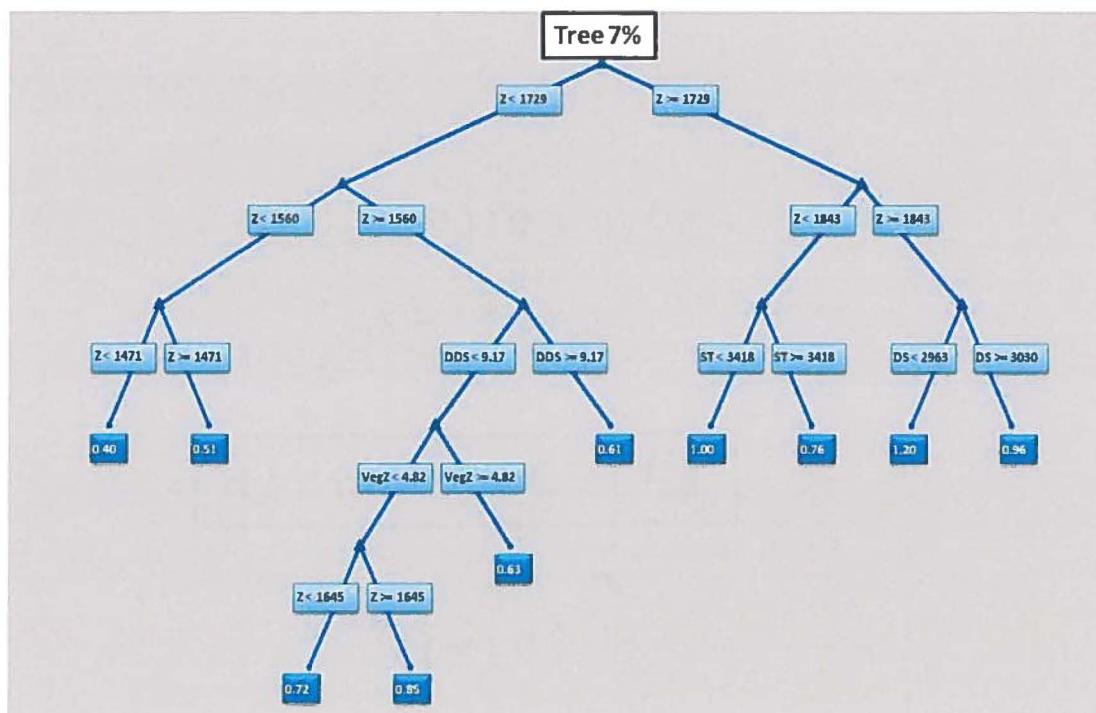 Tree 7%
Z < 1729
Z >= 1729
Z < 1560
Z >= 1560
Z < 1843
Z >= 1843
Z < 1471
Z >= 1471
DDS < 9.17
DDS >= 9.17
ST < 3418
ST >= 3418
DS < 2963
DS >= 3030
0.40
0.51
0.61
1.00
0.76
1.20
0.96
VegZ < 4.82
VegZ >= 4.82
0.63
Z < 1645
Z >= 1645
0.72
0.85